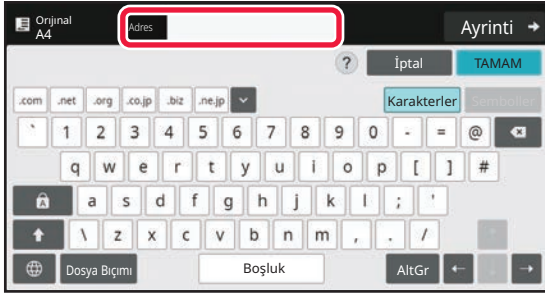 Orijinal
A4
Adres
Ayrinti
?
İptal
TAMAM
.com .net .org .co.jp .biz .ne.jp
Karakterler
Semboller
` 1 2 3 4 5 6 7 8 9 0 - = @
q w e r t y u i o p [ ] #
A
a s d f g h j k l ; '
\ z x c v b n m , . /
Dosya Bıçımı
Boşluk
AltGr